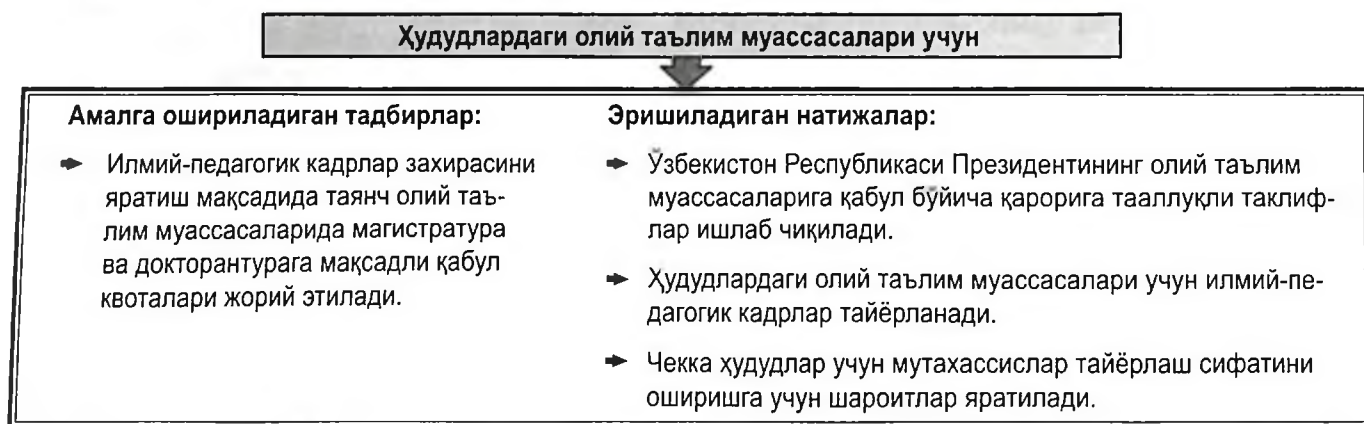 Ҳудудлардаги олий таълим муассасалари учун
Амалга ошириладиган тадбирлар:
➨ Илмий-педагогик кадрлар захирасини
яратиш мақсадида таянч олий таъ-
лим муассасаларида магистратура
ва докторантурага мақсадли қабул
квоталари жорий этилади.
Эришиладиган натижалар:
➨ Ўзбекистон Республикаси Президентининг олий таълим
муассасаларига қабул бўйича қарорига тааллуқли таклиф-
лар ишлаб чиқилади.
➨ Ҳудудлардаги олий таълим муассасалари учун илмий-пе-
дагогик кадрлар тайёрланади.
➨ Чекка ҳудудлар учун мутахассислар тайёрлаш сифатини
оширишга учун шароитлар яратилади.